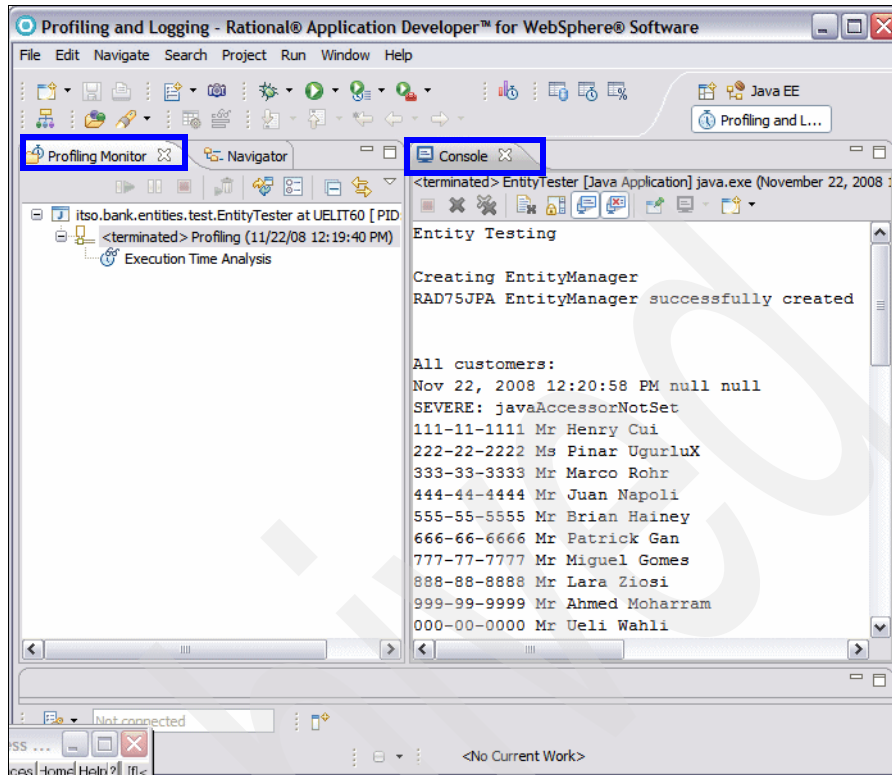 Profiling and Logging - Rational® Application Developer™ for WebSphere® Software
File Edit Navigate Search Project Run Window Help
Java EE
Profiling and L...
Profiling Monitor
Navigator
Console
<terminated> EntityTester [Java Application] java.exe (November 22, 2008 1
itso.bank.entities.test.EntityTester at UELIT60 [ PID:
<terminated> Profiling (11/22/08 12:19:40 PM)
Execution Time Analysis
Entity Testing
Creating EntityManager
RAD75JPA EntityManager successfully created
All customers:
Nov 22, 2008 12:20:58 PM null null
SEVERE: javaAccessorNotSet
111-11-1111 Mr Henry Cui
222-22-2222 Ms Pinar UgurluX
333-33-3333 Mr Marco Rohr
444-44-4444 Mr Juan Napoli
555-55-5555 Mr Brian Hainey
666-66-6666 Mr Patrick Gan
777-77-7777 Mr Miguel Gomes
888-88-8888 Mr Lara Ziosi
999-99-9999 Mr Ahmed Moharram
000-00-0000 Mr Ueli Wahli
Not connected
ess ...
<No Current Work>
ces Home Help ?